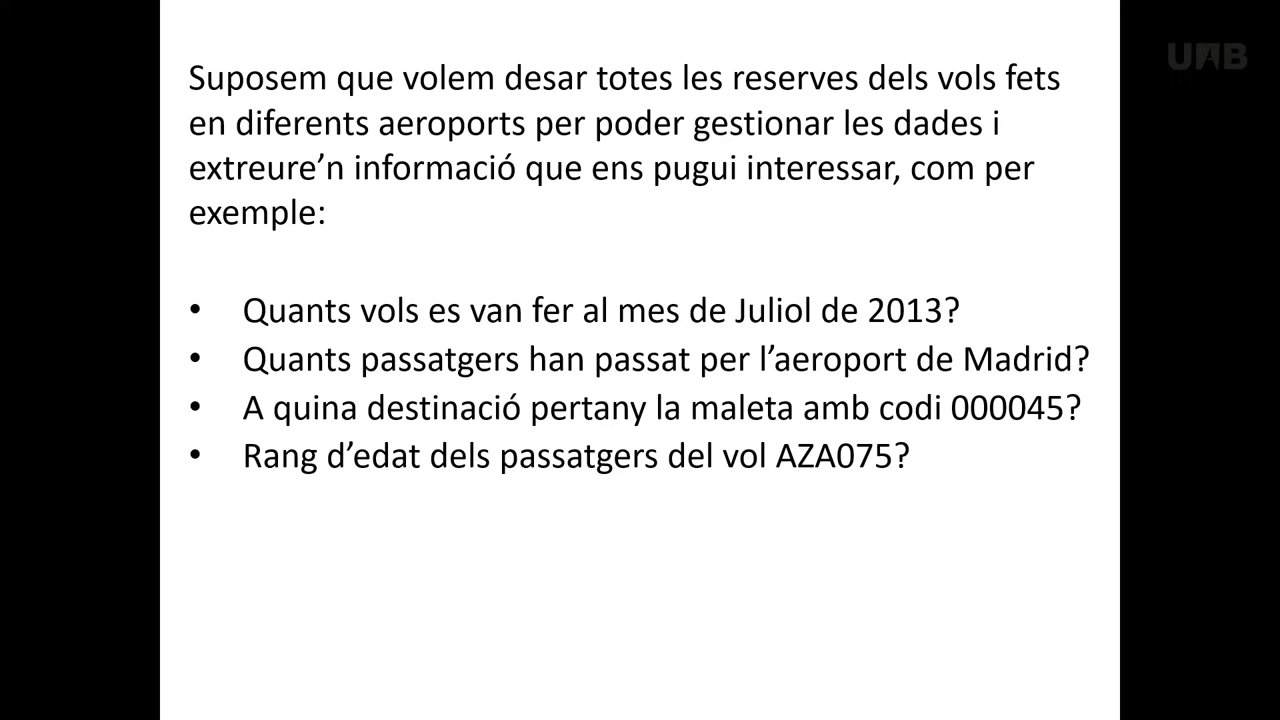 UAB
Suposem que volem desar totes les reserves dels vols fets
en diferents aeroports per poder gestionar les dades i
extreure’n informació que ens pugui interessar, com per
exemple:
• Quants vols es van fer al mes de Juliol de 2013?
• Quants passatgers han passat per l’aeroport de Madrid?
• A quina destinació pertany la maleta amb codi 000045?
• Rang d’edat dels passatgers del vol AZA075?